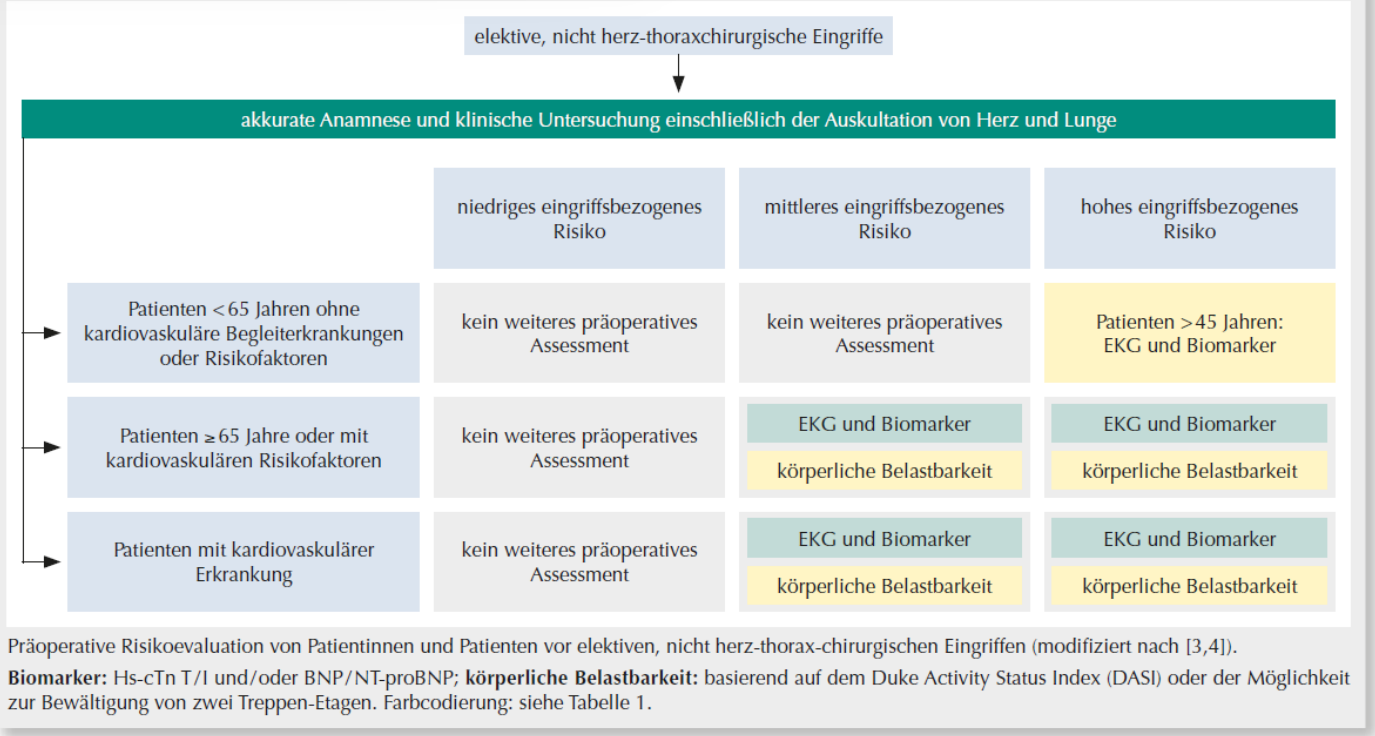 elektive, nicht herz-thoraxchirurgische Eingriffe
akkurate Anamnese und klinische Untersuchung einschließlich der Auskultation von Herz und Lunge
niedriges eingriffsbezogenes
Risiko
mittleres eingriffsbezogenes
Risiko
hohes eingriffsbezogenes
Risiko
Patienten <65 Jahren ohne
kardiovaskuläre Begleiterkrankungen
oder Risikofaktoren
kein weiteres präoperatives
Assessment
kein weiteres präoperatives
Assessment
Patienten >45 Jahren:
EKG und Biomarker
Patienten ≥65 Jahre oder mit
kardiovaskulären Risikofaktoren
kein weiteres präoperatives
Assessment
EKG und Biomarker
körperliche Belastbarkeit
EKG und Biomarker
körperliche Belastbarkeit
Patienten mit kardiovaskulärer
Erkrankung
kein weiteres präoperatives
Assessment
EKG und Biomarker
körperliche Belastbarkeit
EKG und Biomarker
körperliche Belastbarkeit
Präoperative Risikoevaluation von Patientinnen und Patienten vor elektiven, nicht herz-thorax-chirurgischen Eingriffen (modifiziert nach [3,4]).
Biomarker: Hs-cTn T/I und/oder BNP/NT-proBNP; körperliche Belastbarkeit: basierend auf dem Duke Activity Status Index (DASI) oder der Möglichkeit
zur Bewältigung von zwei Treppen-Etagen. Farbcodierung: siehe Tabelle 1.